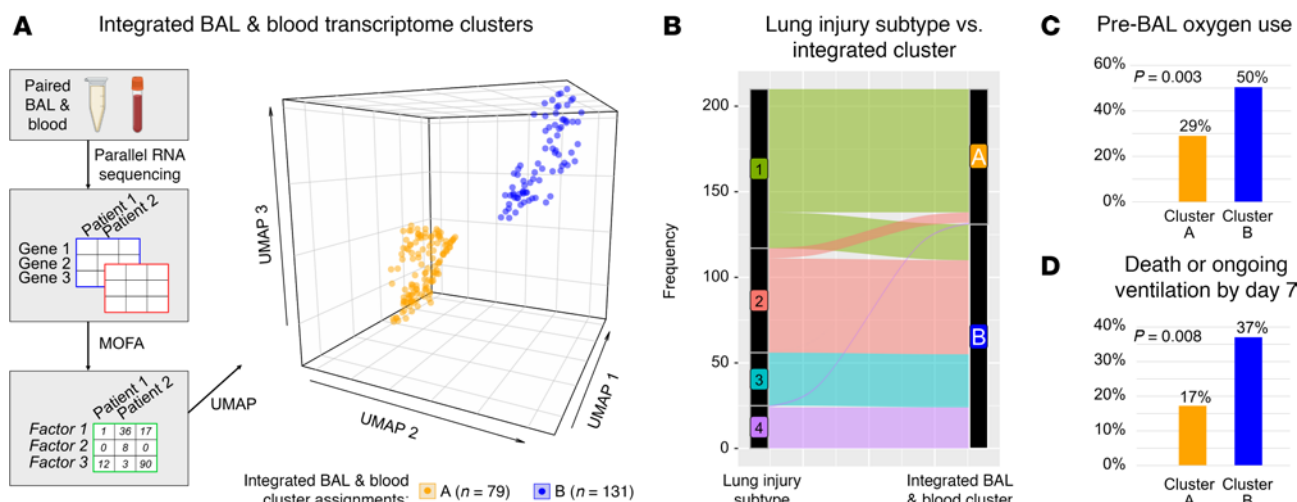 A
Integrated BAL & blood transcriptome clusters
Paired
BAL &
blood
Parallel RNA
sequencing
Patient 1
Patient 2
Gene 1
Gene 2
Gene 3
MOFA
Patient 1
Patient 2
Factor 1 1 36 17
Factor 2 0 8 0
Factor 3 12 3 90
UMAP
UMAP 3
UMAP 2
UMAP 1
Integrated BAL & blood
cluster assignments: A (n = 79) B (n = 131)
B
Lung injury subtype vs.
integrated cluster
Frequency
200
150
100
50
0
1
2
3
4
A
B
Lung injury
subtype
Integrated BAL
& blood cluster
C
Pre-BAL oxygen use
60%
40%
20%
0%
P = 0.003
29%
50%
Cluster
A
Cluster
B
D
Death or ongoing
ventilation by day 7
40%
30%
20%
10%
0%
P = 0.008
17%
37%
Cluster
A
Cluster
B